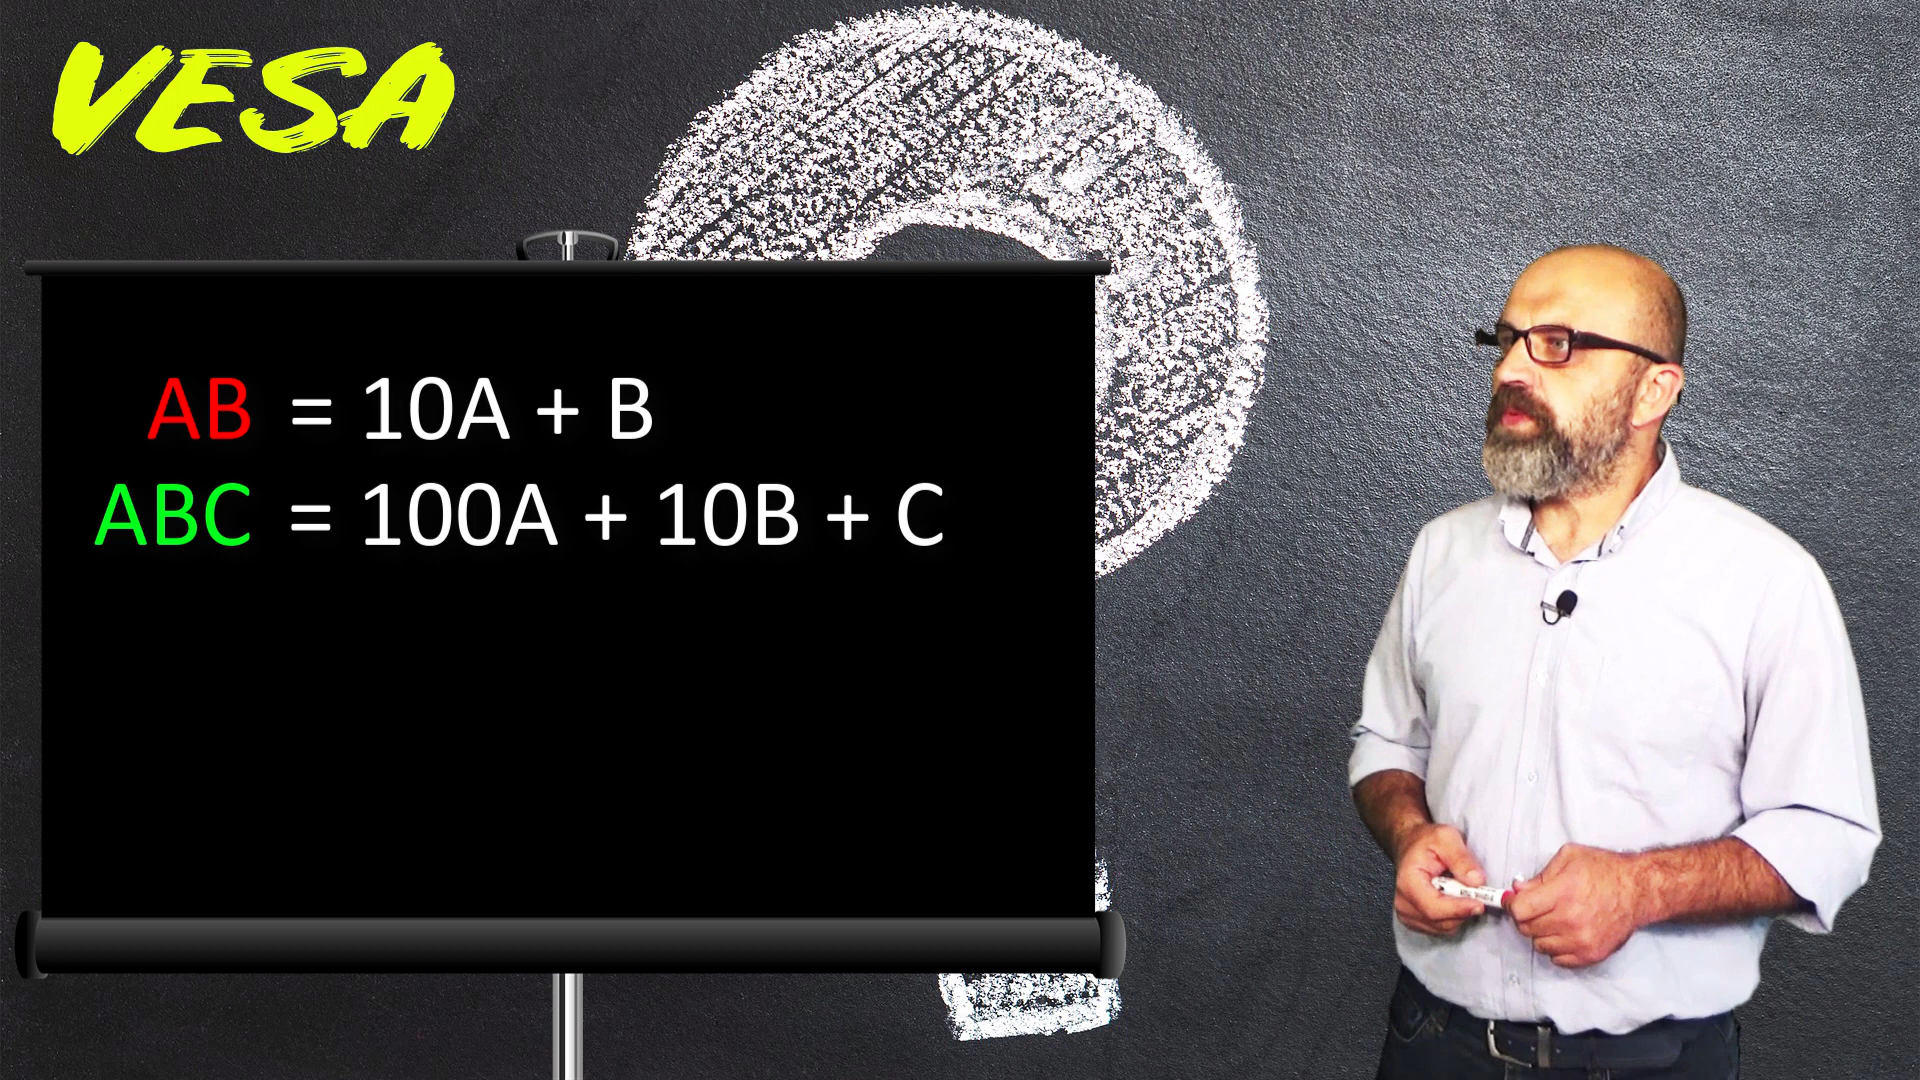 VESA
AB = 10A + B
ABC = 100A + 10B + C